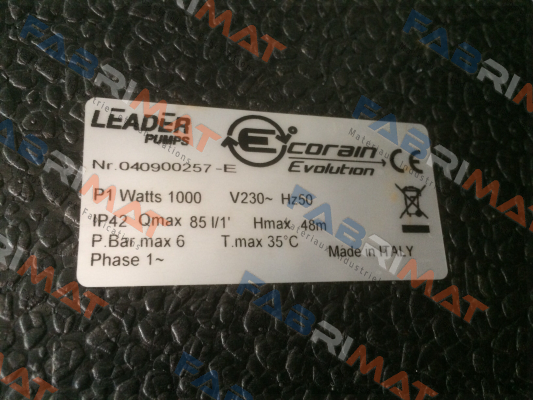 LEADER
PUMPS
Ecorain
Evolution
CE
Nr.040900257-E
P1 Watts 1000 V230~ Hz50
IP42 Qmax 85 l/1' Hmax 48m
P.Bar.max 6 T.max 35°C
Made in ITALY
Phase 1~
FABRIMAT
FABRIMAT
FABRIMAT
FABRIMAT
FABRIMAT